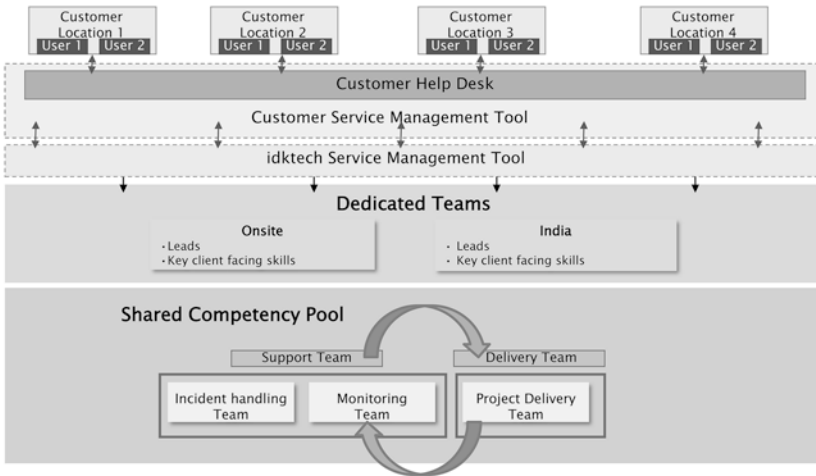 Customer
Location 1
User 1 User 2
Customer
Location 2
User 1 User 2
Customer
Location 3
User 1 User 2
Customer
Location 4
User 1 User 2
Customer Help Desk
Customer Service Management Tool
idktech Service Management Tool
Dedicated Teams
Onsite
· Leads
· Key client facing skills
India
· Leads
· Key client facing skills
Shared Competency Pool
Support Team
Delivery Team
Incident handling
Team
Monitoring
Team
Project Delivery
Team